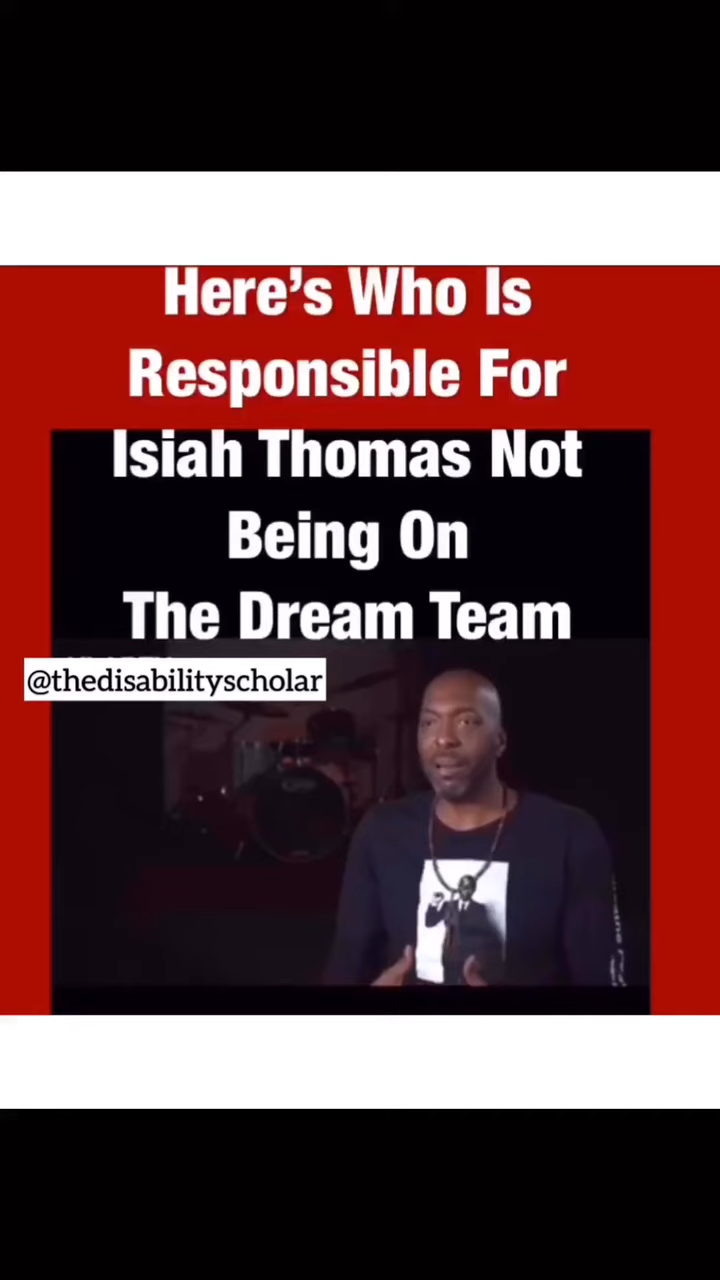 Here’s Who Is
Responsible For
Isiah Thomas Not
Being On
The Dream Team
@thedisabilityscholar